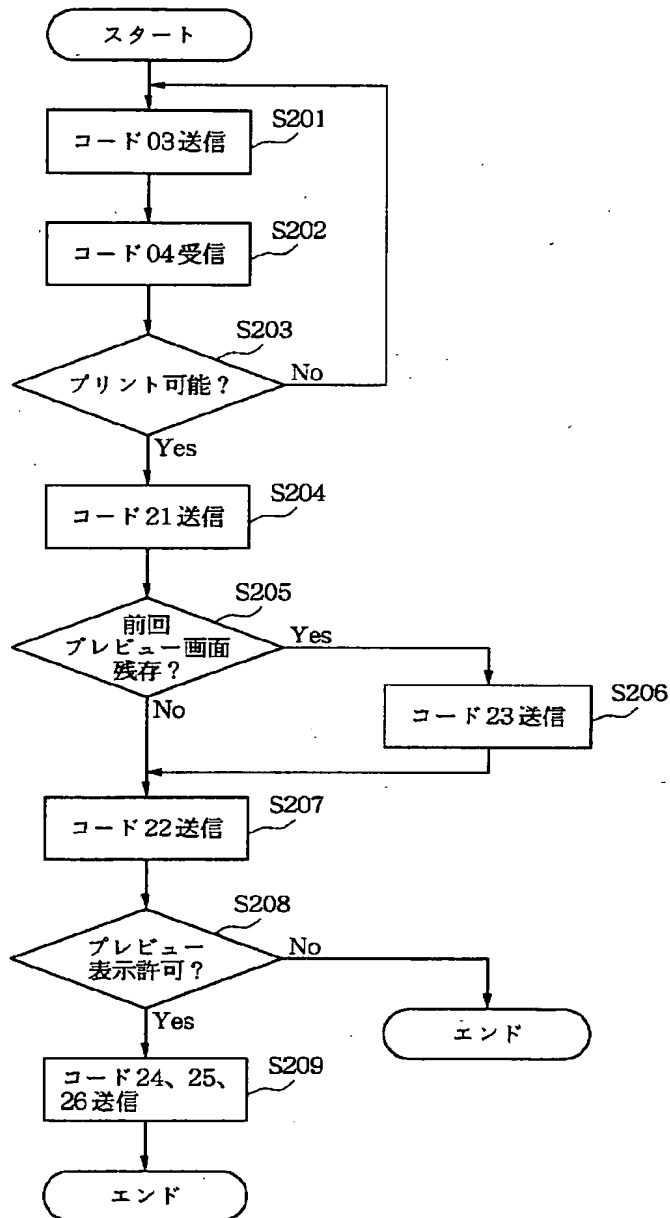 スタート
S201
コード03送信
S202
コード04受信
S203
プリント可能？
No
Yes
S204
コード21送信
S205
前回
プレビュー画面
残存？
Yes
No
S206
コード23送信
S207
コード22送信
S208
プレビュー
表示許可？
No
Yes
エンド
S209
コード24、25、
26送信
エンド